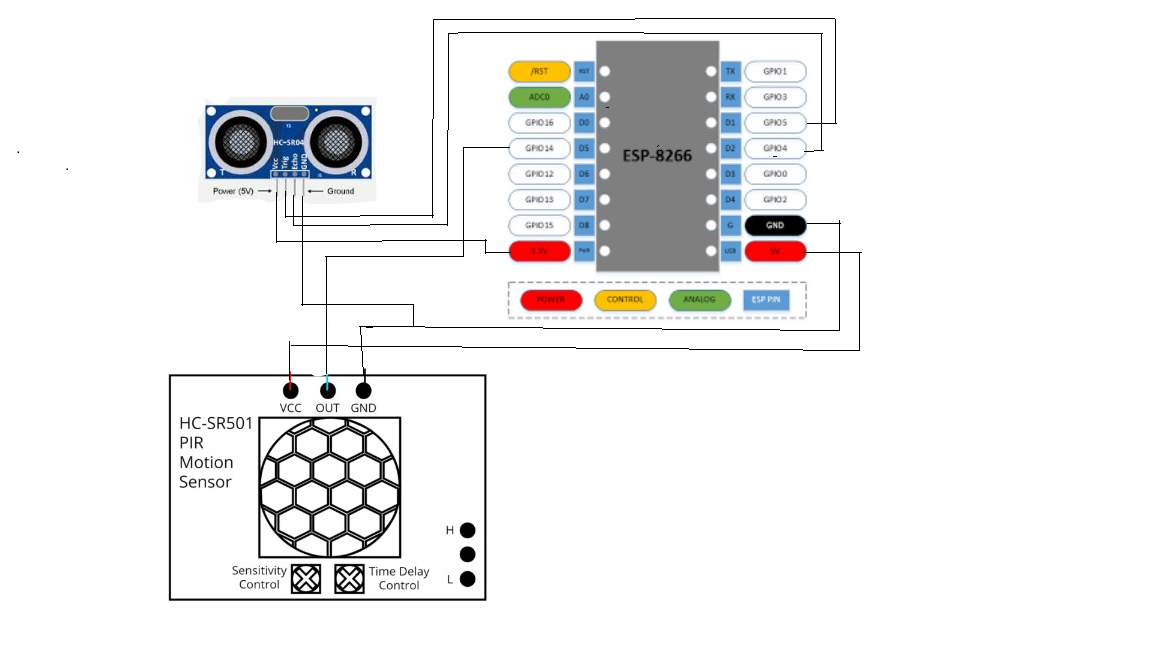 /RST RST TX GPIO1
ADC0 A0 RX GPIO3
GPIO16 D0 D1 GPIO5
HC-SR04
GPIO14 D5 ESP-8266 D2 GPIO4
Vcc Trig Echo GND
T R
GPIO12 D6 D3 GPIO0
Power (5V) Ground
GPIO13 D7 D4 GPIO2
GPIO15 D8 G GND
3.3V PWR USB 5V
POWER CONTROL ANALOG ESP PIN
VCC OUT GND
HC-SR501
PIR
Motion
Sensor
H
Sensitivity
Control
Time Delay
Control
L